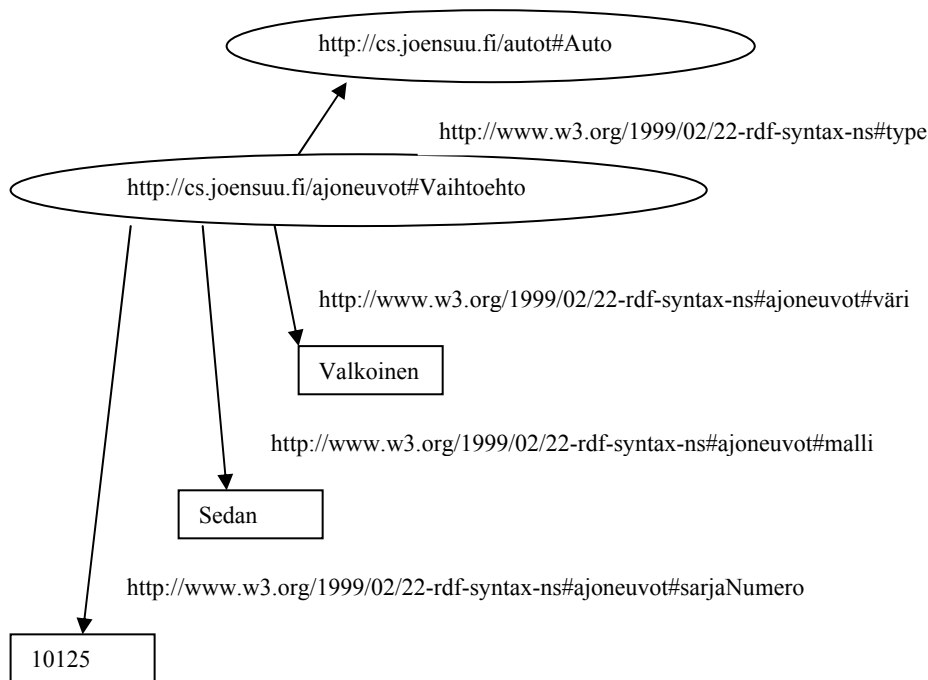 http://cs.joensuu.fi/autot#Auto
http://www.w3.org/1999/02/22-rdf-syntax-ns#type
http://cs.joensuu.fi/ajoneuvot#Vaihtoehto
http://www.w3.org/1999/02/22-rdf-syntax-ns#ajoneuvot#väri
Valkoinen
http://www.w3.org/1999/02/22-rdf-syntax-ns#ajoneuvot#malli
Sedan
http://www.w3.org/1999/02/22-rdf-syntax-ns#ajoneuvot#sarjaNumero
10125